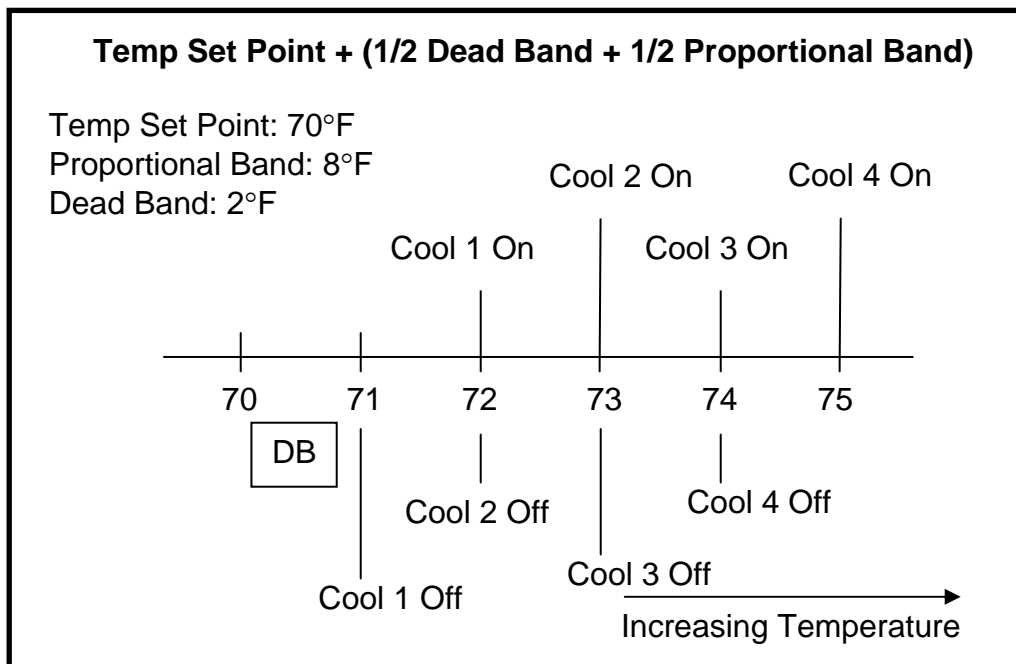 Temp Set Point + (1/2 Dead Band + 1/2 Proportional Band)
Temp Set Point: 70°F
Proportional Band: 8°F
Dead Band: 2°F
Cool 2 On
Cool 4 On
Cool 1 On
Cool 3 On
70
71
72
73
74
75
DB
Cool 2 Off
Cool 4 Off
Cool 1 Off
Cool 3 Off
Increasing Temperature